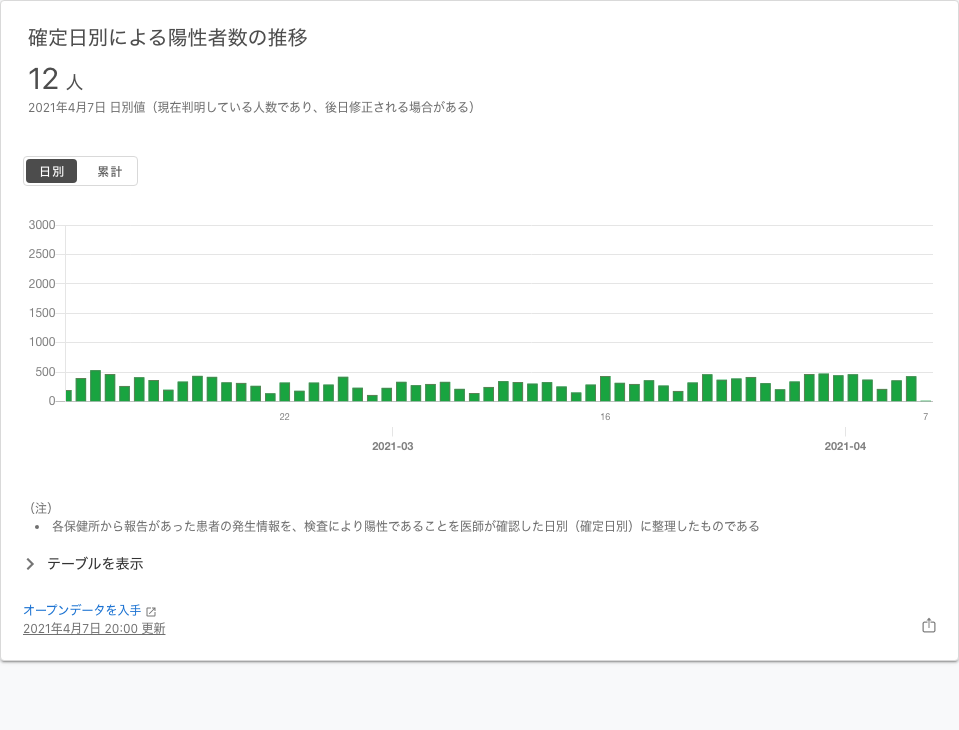 確定日別による陽性者数の推移
12 人
2021年4月7日 日別値（現在判明している人数であり、後日修正される場合がある）
日別 累計
3000
2500
2000
1500
1000
500
0
22 16 7
2021-03 2021-04
（注）
• 各保健所から報告があった患者の発生情報を、検査により陽性であることを医師が確認した日別（確定日別）に整理したものである
テーブルを表示
オープンデータを入手
2021年4月7日 20:00 更新